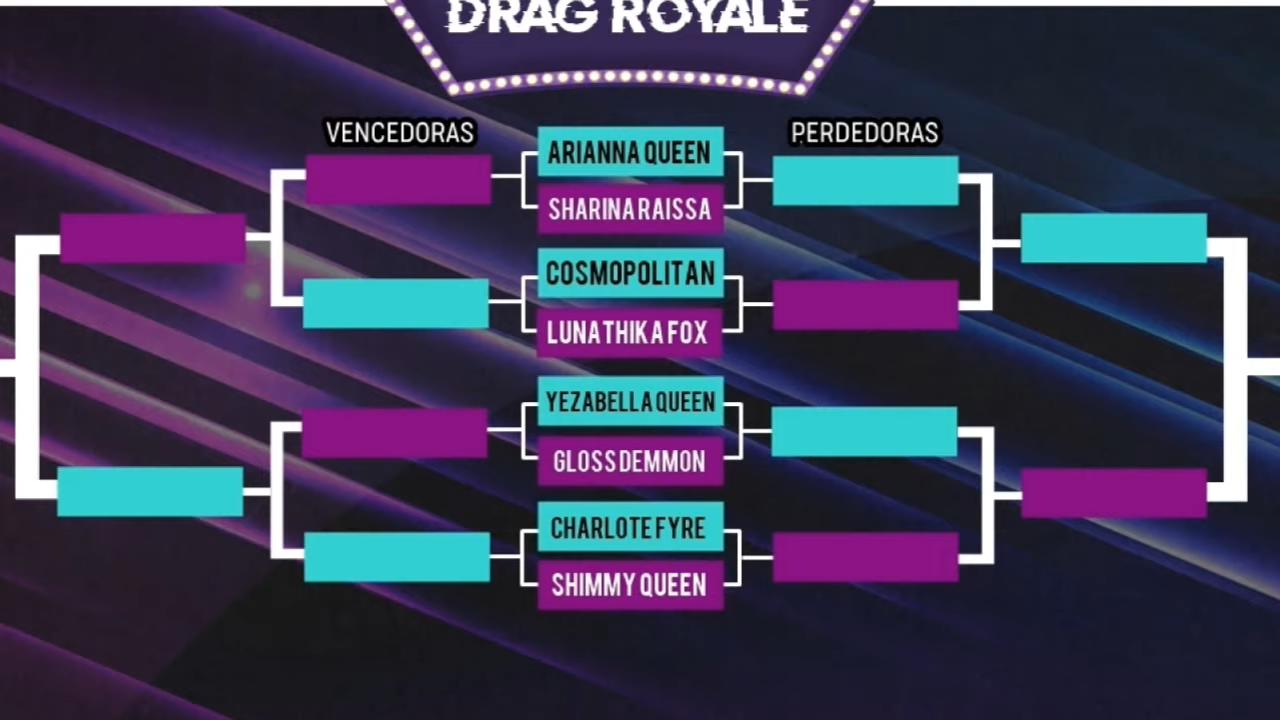 DRAG ROYALE
VENCEDORAS
PERDEDORAS
ARIANNA QUEEN
SHARINA RAISSA
COSMOPOLITAN
LUNATHIKA FOX
YEZABELLA QUEEN
GLOSS DEMMON
CHARLOTE FYRE
SHIMMY QUEEN